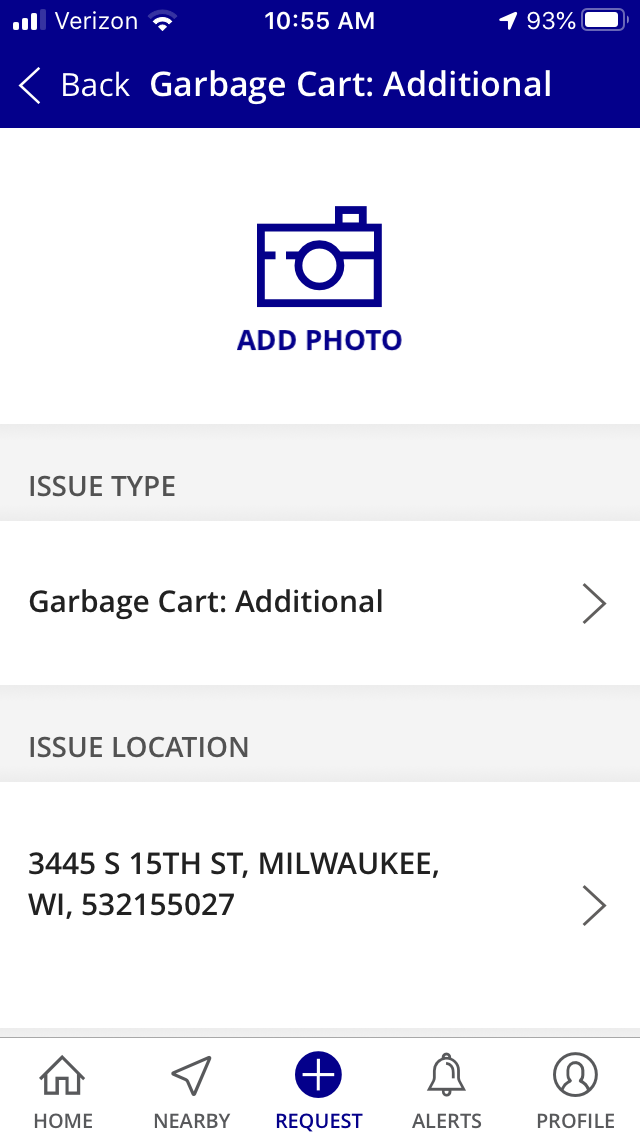 Verizon 10:55 AM 93%
Back Garbage Cart: Additional
ADD PHOTO
ISSUE TYPE
Garbage Cart: Additional
ISSUE LOCATION
3445 S 15TH ST, MILWAUKEE,
WI, 532155027
HOME NEARBY REQUEST ALERTS PROFILE